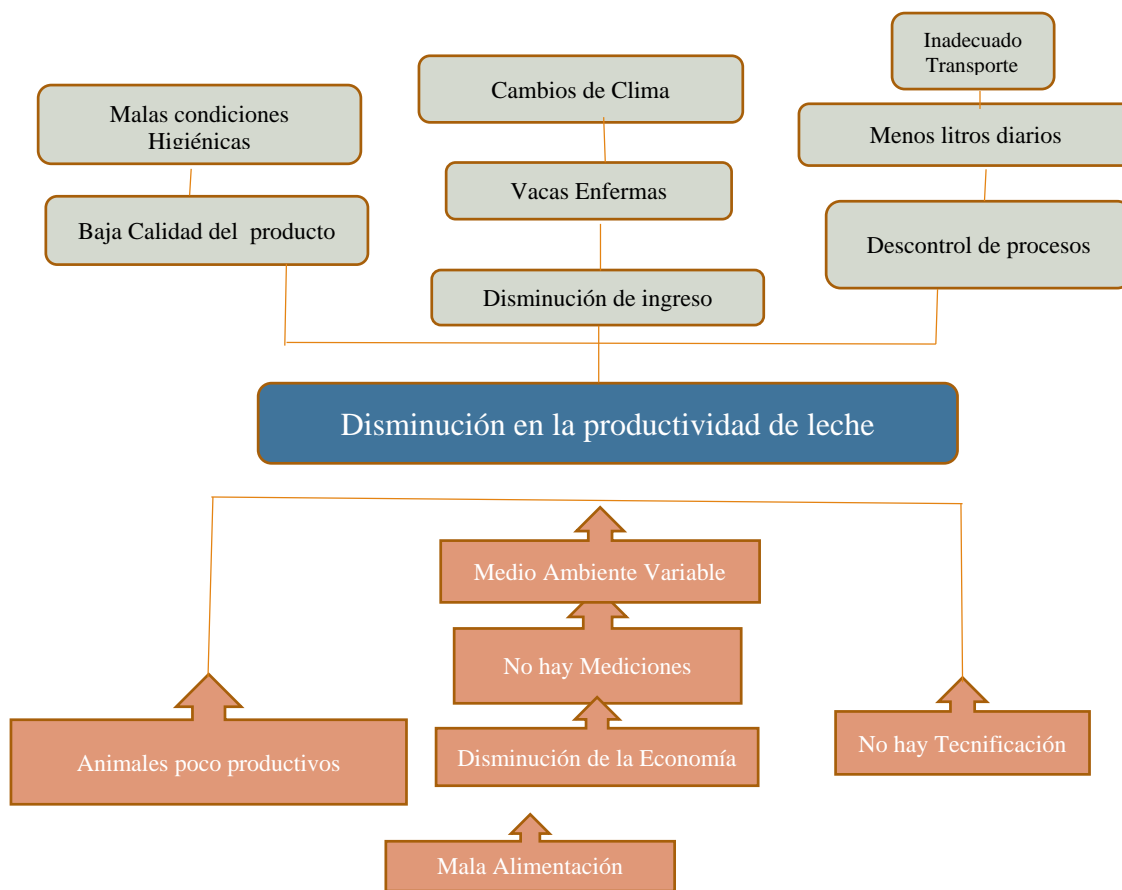 Inadecuado
Transporte
Cambios de Clima
Malas condiciones
Higiénicas
Menos litros diarios
Vacas Enfermas
Baja Calidad del producto
Descontrol de procesos
Disminución de ingreso
Disminución en la productividad de leche
Medio Ambiente Variable
No hay Mediciones
Animales poco productivos
Disminución de la Economía
No hay Tecnificación
Mala Alimentación